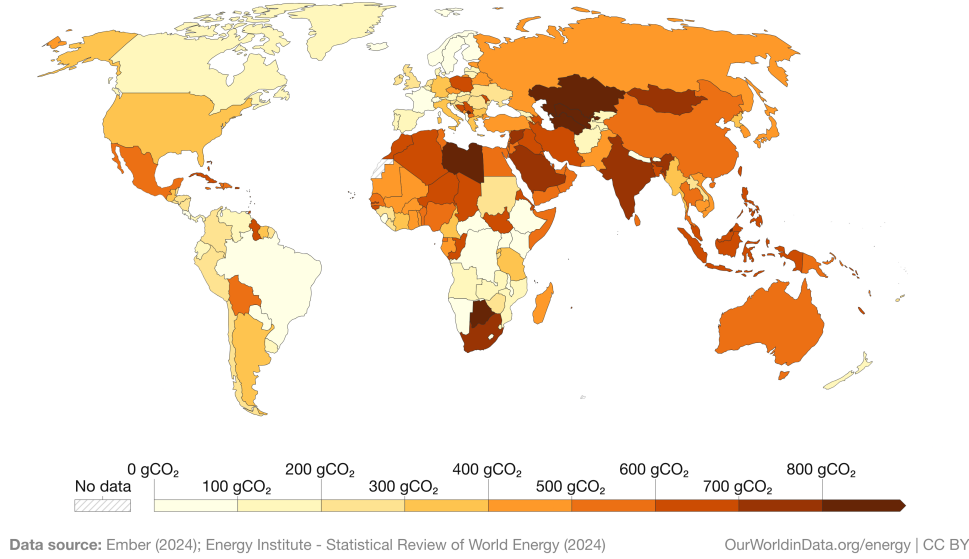 0 gCO₂ 200 gCO₂ 400 gCO₂ 600 gCO₂ 800 gCO₂
No data 100 gCO₂ 300 gCO₂ 500 gCO₂ 700 gCO₂
Data source: Ember (2024); Energy Institute - Statistical Review of World Energy (2024) OurWorldinData.org/energy | CC BY